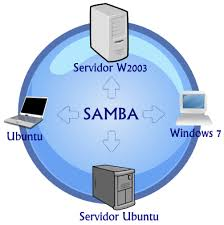 Servidor W2003
SAMBA
Ubuntu
Windows 7
Servidor Ubuntu